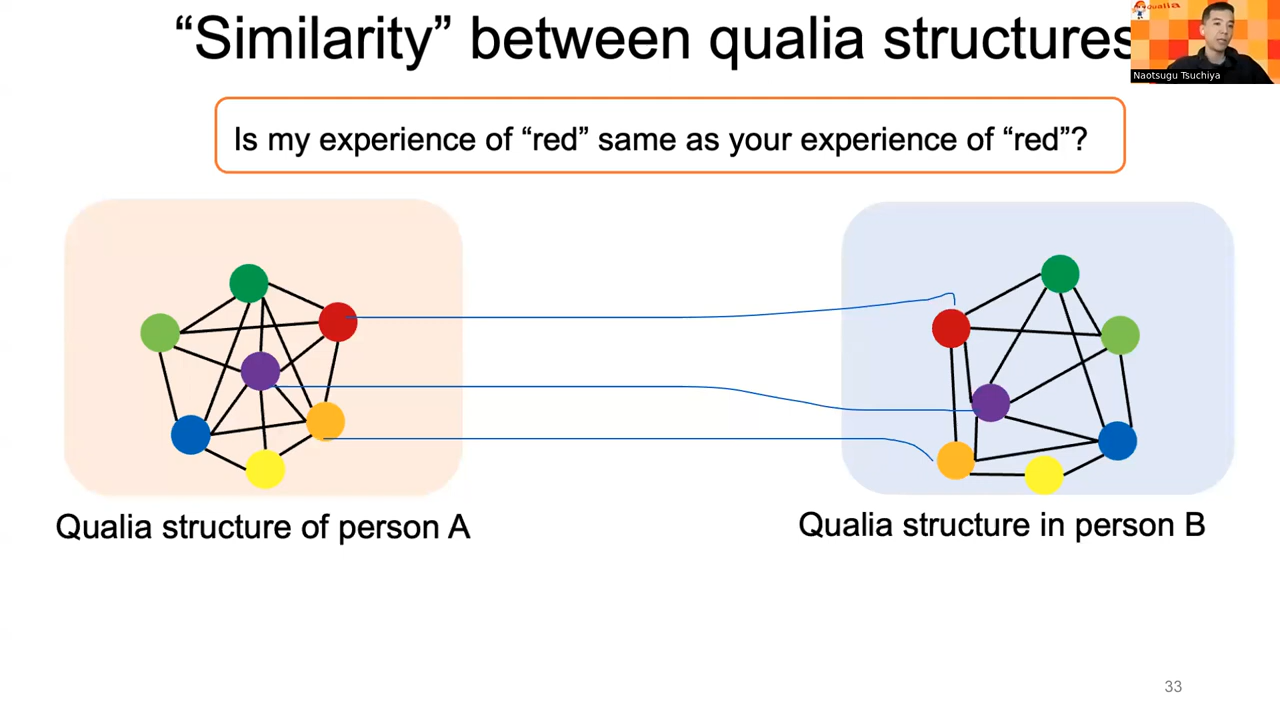 “Similarity” between qualia structures
Qualia
Naotsugu Tsuchiya
Is my experience of “red” same as your experience of “red”?
Qualia structure of person A
Qualia structure in person B
33